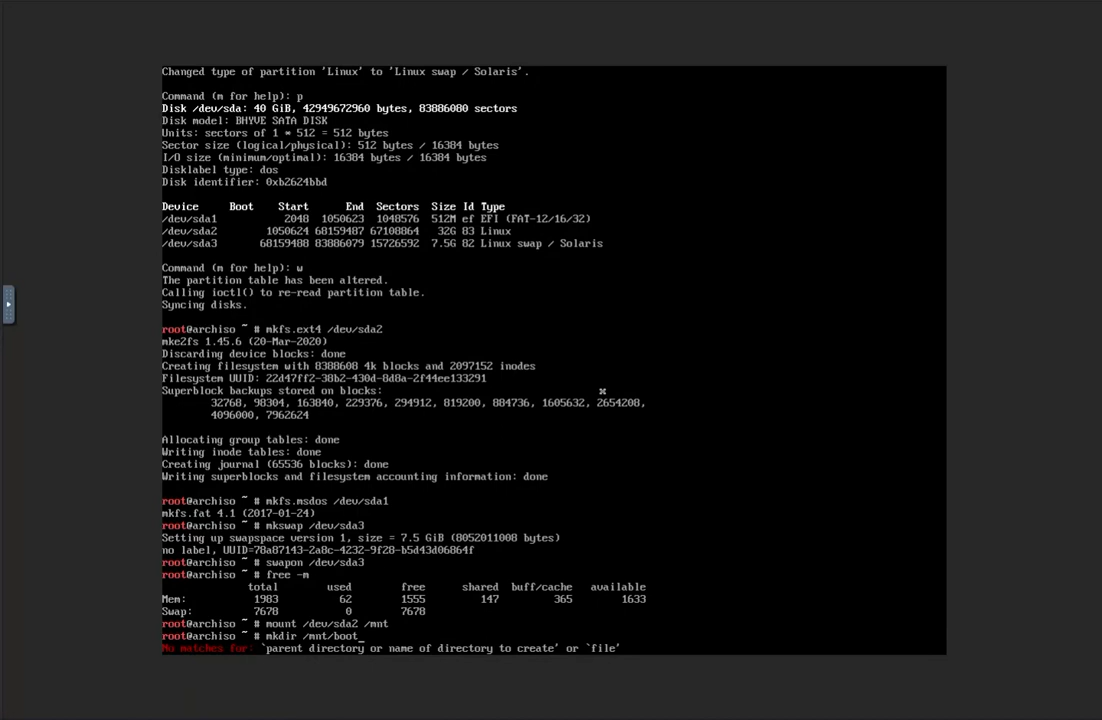 Changed type of partition 'Linux' to 'Linux swap / Solaris'.
Command (m for help): p
Disk /dev/sda: 40 GiB, 42949672960 bytes, 83886080 sectors
Disk model: BHYVE SATA DISK
Units: sectors of 1 * 512 = 512 bytes
Sector size (logical/physical): 512 bytes / 16384 bytes
I/O size (minimum/optimal): 16384 bytes / 16384 bytes
Disklabel type: dos
Disk identifier: 0xb2624bbd
Device     Boot    Start      End  Sectors  Size Id Type
/dev/sda1           2048  1050623  1048576  512M ef EFI (FAT-12/16/32)
/dev/sda2        1050624 68159487 67108864   32G 83 Linux
/dev/sda3       68159488 83886079 15726592  7.5G 82 Linux swap / Solaris
Command (m for help): w
The partition table has been altered.
Calling ioctl() to re-read partition table.
Syncing disks.
root@archiso ~ # mkfs.ext4 /dev/sda2
mke2fs 1.45.6 (20-Mar-2020)
Discarding device blocks: done
Creating filesystem with 8388608 4k blocks and 2097152 inodes
Filesystem UUID: 22d47ff2-38b2-430d-8d8a-2f44ee133291
Superblock backups stored on blocks:
32768, 98304, 163840, 229376, 294912, 819200, 884736, 1605632, 2654208,
4096000, 7962624
Allocating group tables: done
Writing inode tables: done
Creating journal (65536 blocks): done
Writing superblocks and filesystem accounting information: done
root@archiso ~ # mkfs.msdos /dev/sda1
mkfs.fat 4.1 (2017-01-24)
root@archiso ~ # mkswap /dev/sda3
Setting up swapspace version 1, size = 7.5 GiB (8052011008 bytes)
no label, UUID=78a87143-2a8c-4232-9f28-b5d43d06864f
root@archiso ~ # swapon /dev/sda3
root@archiso ~ # free -m
total        used        free      shared  buff/cache   available
Mem:           1983          62        1555         147         365        1633
Swap:          7678           0        7678
root@archiso ~ # mount /dev/sda2 /mnt
root@archiso ~ # mkdir /mnt/boot_
No matches for: `parent directory or name of directory to create' or `file'